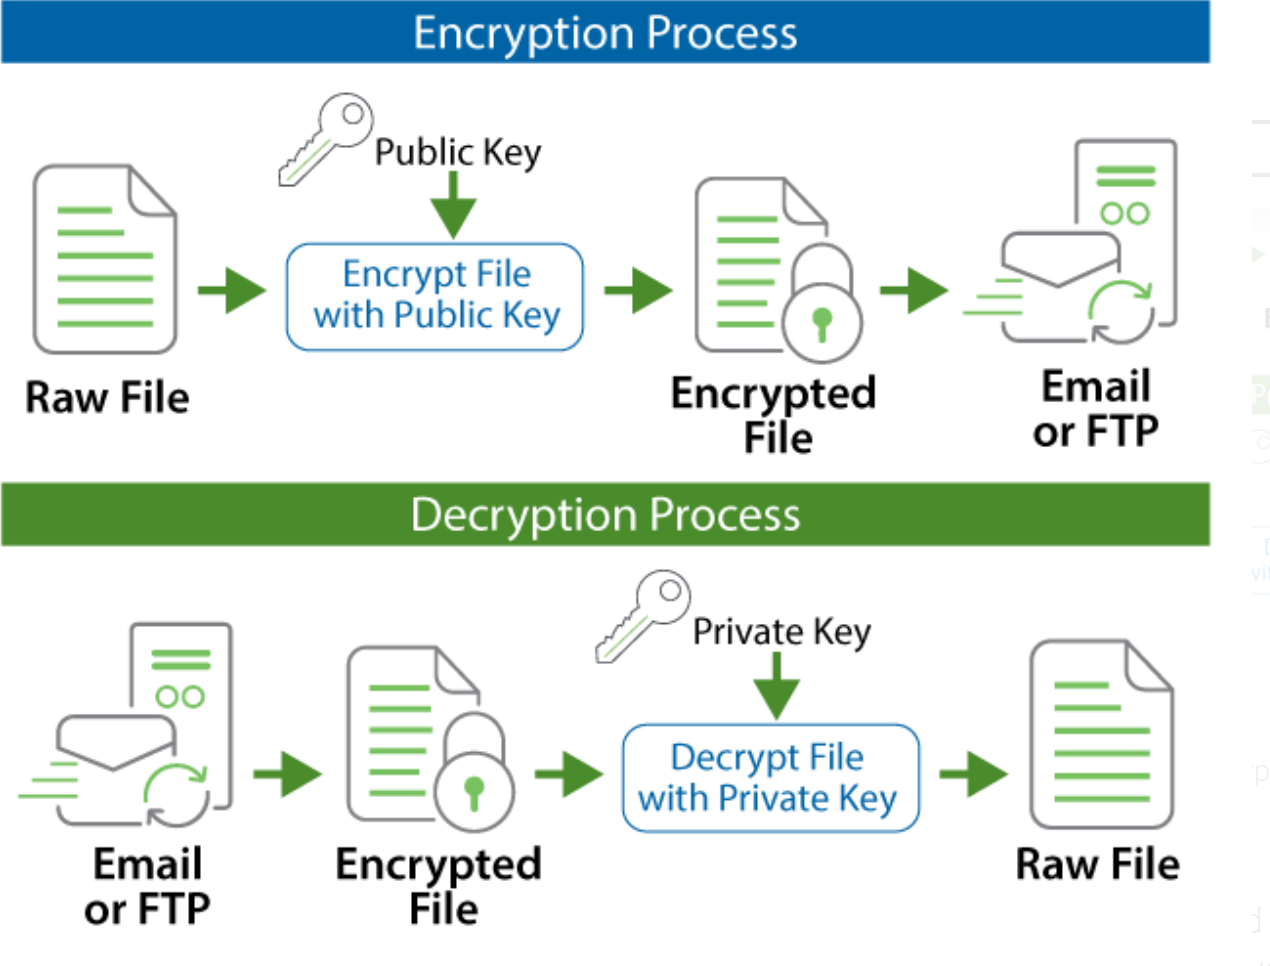 Encryption Process
Public Key
Encrypt File
with Public Key
Raw File
Encrypted
File
Email
or FTP
Decryption Process
Private Key
Decrypt File
with Private Key
Email
or FTP
Encrypted
File
Raw File